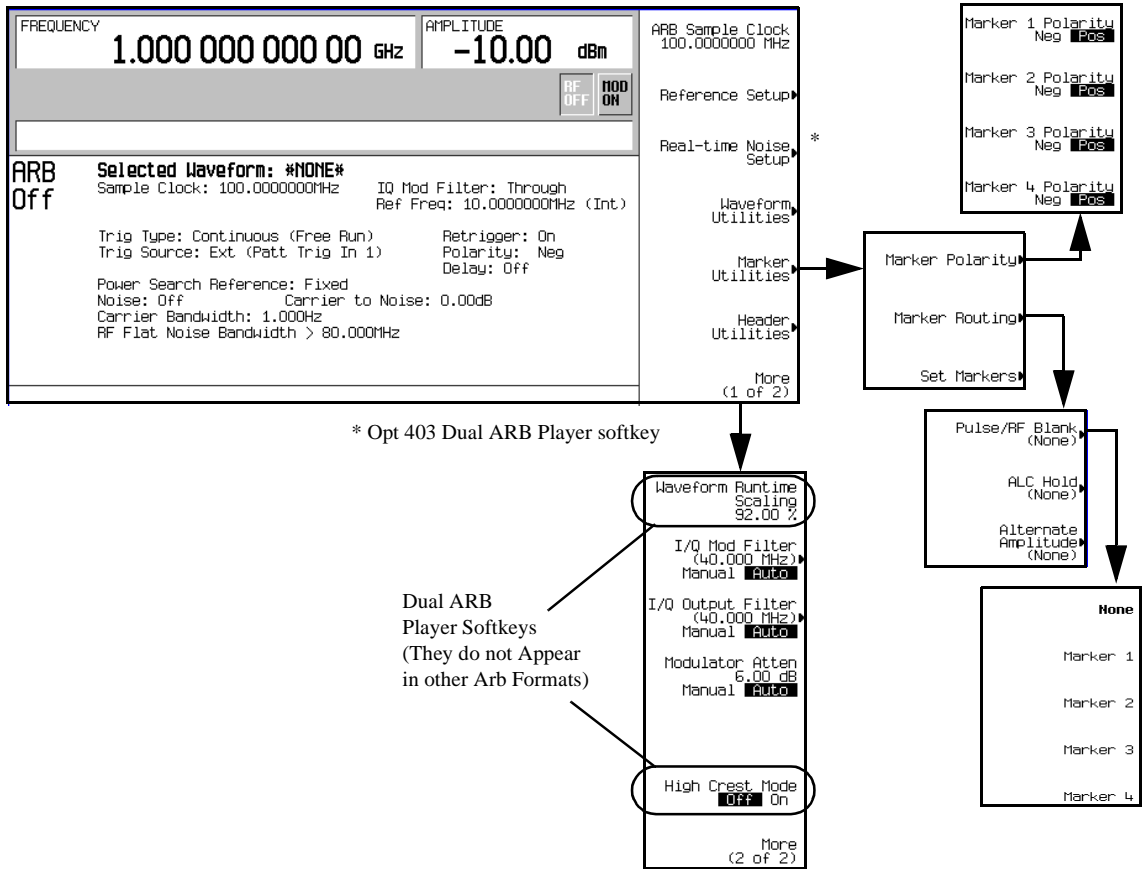 FREQUENCY
1.000 000 000 00 GHz
AMPLITUDE
-10.00 dBm
RF
OFF
MOD
ON
ARB
Off
Selected Waveform: *NONE*
Sample Clock: 100.0000000MHz IQ Mod Filter: Through
Ref Freq: 10.0000000MHz (Int)
Trig Type: Continuous (Free Run) Retrigger: On
Trig Source: Ext (Patt Trig In 1) Polarity: Neg
Delay: Off
Power Search Reference: Fixed
Noise: Off Carrier to Noise: 0.00dB
Carrier Bandwidth: 1.000Hz
RF Flat Noise Bandwidth > 80.000MHz
ARB Sample Clock
100.0000000 MHz
Reference Setup
Real-time Noise
Setup
*
Waveform
Utilities
Marker
Utilities
Header
Utilities
More
(1 of 2)
Marker Polarity
Marker Routing
Set Markers
Marker 1 Polarity
Neg Pos
Marker 2 Polarity
Neg Pos
Marker 3 Polarity
Neg Pos
Marker 4 Polarity
Neg Pos
Pulse/RF Blank
(None)
ALC Hold
(None)
Alternate
Amplitude
(None)
None
Marker 1
Marker 2
Marker 3
Marker 4
* Opt 403 Dual ARB Player softkey
Waveform Runtime
Scaling
92.00 %
I/Q Mod Filter
(40.000 MHz)
Manual Auto
I/Q Output Filter
(40.000 MHz)
Manual Auto
Modulator Atten
6.00 dB
Manual Auto
High Crest Mode
Off On
More
(2 of 2)
Dual ARB
Player Softkeys
(They do not Appear
in other Arb Formats)